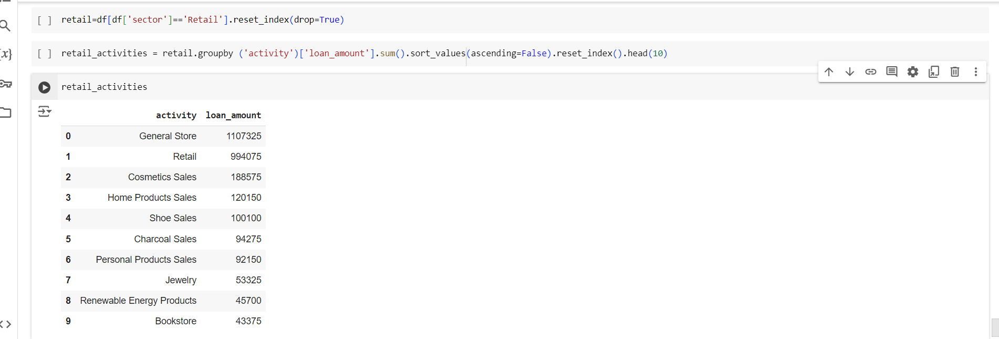 [ ] retail=df[df['sector']=='Retail'].reset_index(drop=True)
[ ] retail_activities = retail.groupby ('activity')['loan_amount'].sum().sort_values(ascending=False).reset_index().head(10)
{x}
retail_activities
activity loan_amount
0 General Store 1107325
1 Retail 994075
2 Cosmetics Sales 188575
3 Home Products Sales 120150
4 Shoe Sales 100100
5 Charcoal Sales 94275
6 Personal Products Sales 92150
7 Jewelry 53325
8 Renewable Energy Products 45700
9 Bookstore 43375